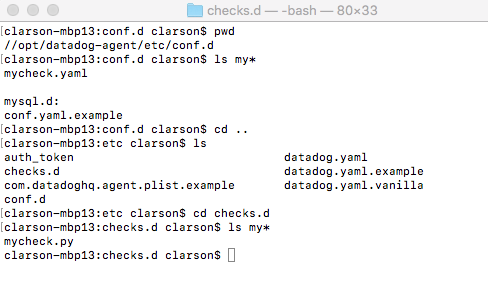 checks.d — -bash — 80×33
[clarson-mbp13:conf.d clarson$ pwd
//opt/datadog-agent/etc/conf.d
[clarson-mbp13:conf.d clarson$ ls my*
mycheck.yaml

mysql.d:
conf.yaml.example
[clarson-mbp13:conf.d clarson$ cd ..
[clarson-mbp13:etc clarson$ ls
auth_token datadog.yaml
checks.d datadog.yaml.example
com.datadoghq.agent.plist.example datadog.yaml.vanilla
conf.d
[clarson-mbp13:etc clarson$ cd checks.d
[clarson-mbp13:checks.d clarson$ ls my*
mycheck.py
clarson-mbp13:checks.d clarson$